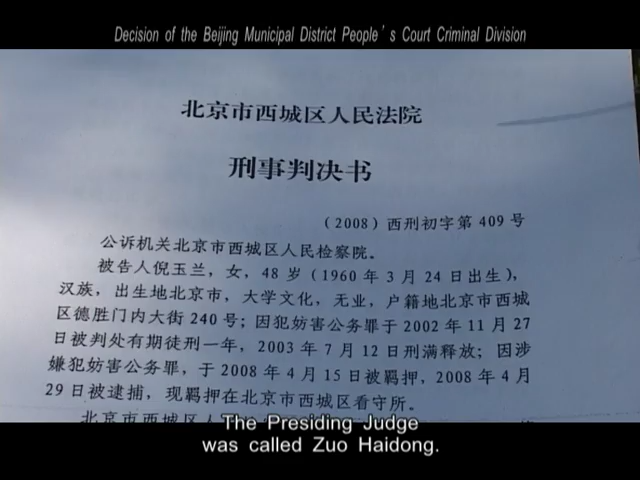 Decision of the Beijing Municipal District People's Court Criminal Division
北京市西城区人民法院
刑事判决书
（2008）西刑初字第 409 号
公诉机关北京市西城区人民检察院。
被告人倪玉兰，女，48 岁（1960 年 3 月 24 日出生），
汉族，出生地北京市，大学文化，无业，户籍地北京市西城
区德胜门内大街 240 号；因犯妨害公务罪于 2002 年 11 月 27
日被判处有期徒刑一年，2003 年 7 月 12 日刑满释放；因涉
嫌犯妨害公务罪，于 2008 年 4 月 15 日被羁押，2008 年 4 月
29 日被逮捕，现羁押在北京市西城区看守所。
北京市西城区人
The Presiding Judge
was called Zuo Haidong.